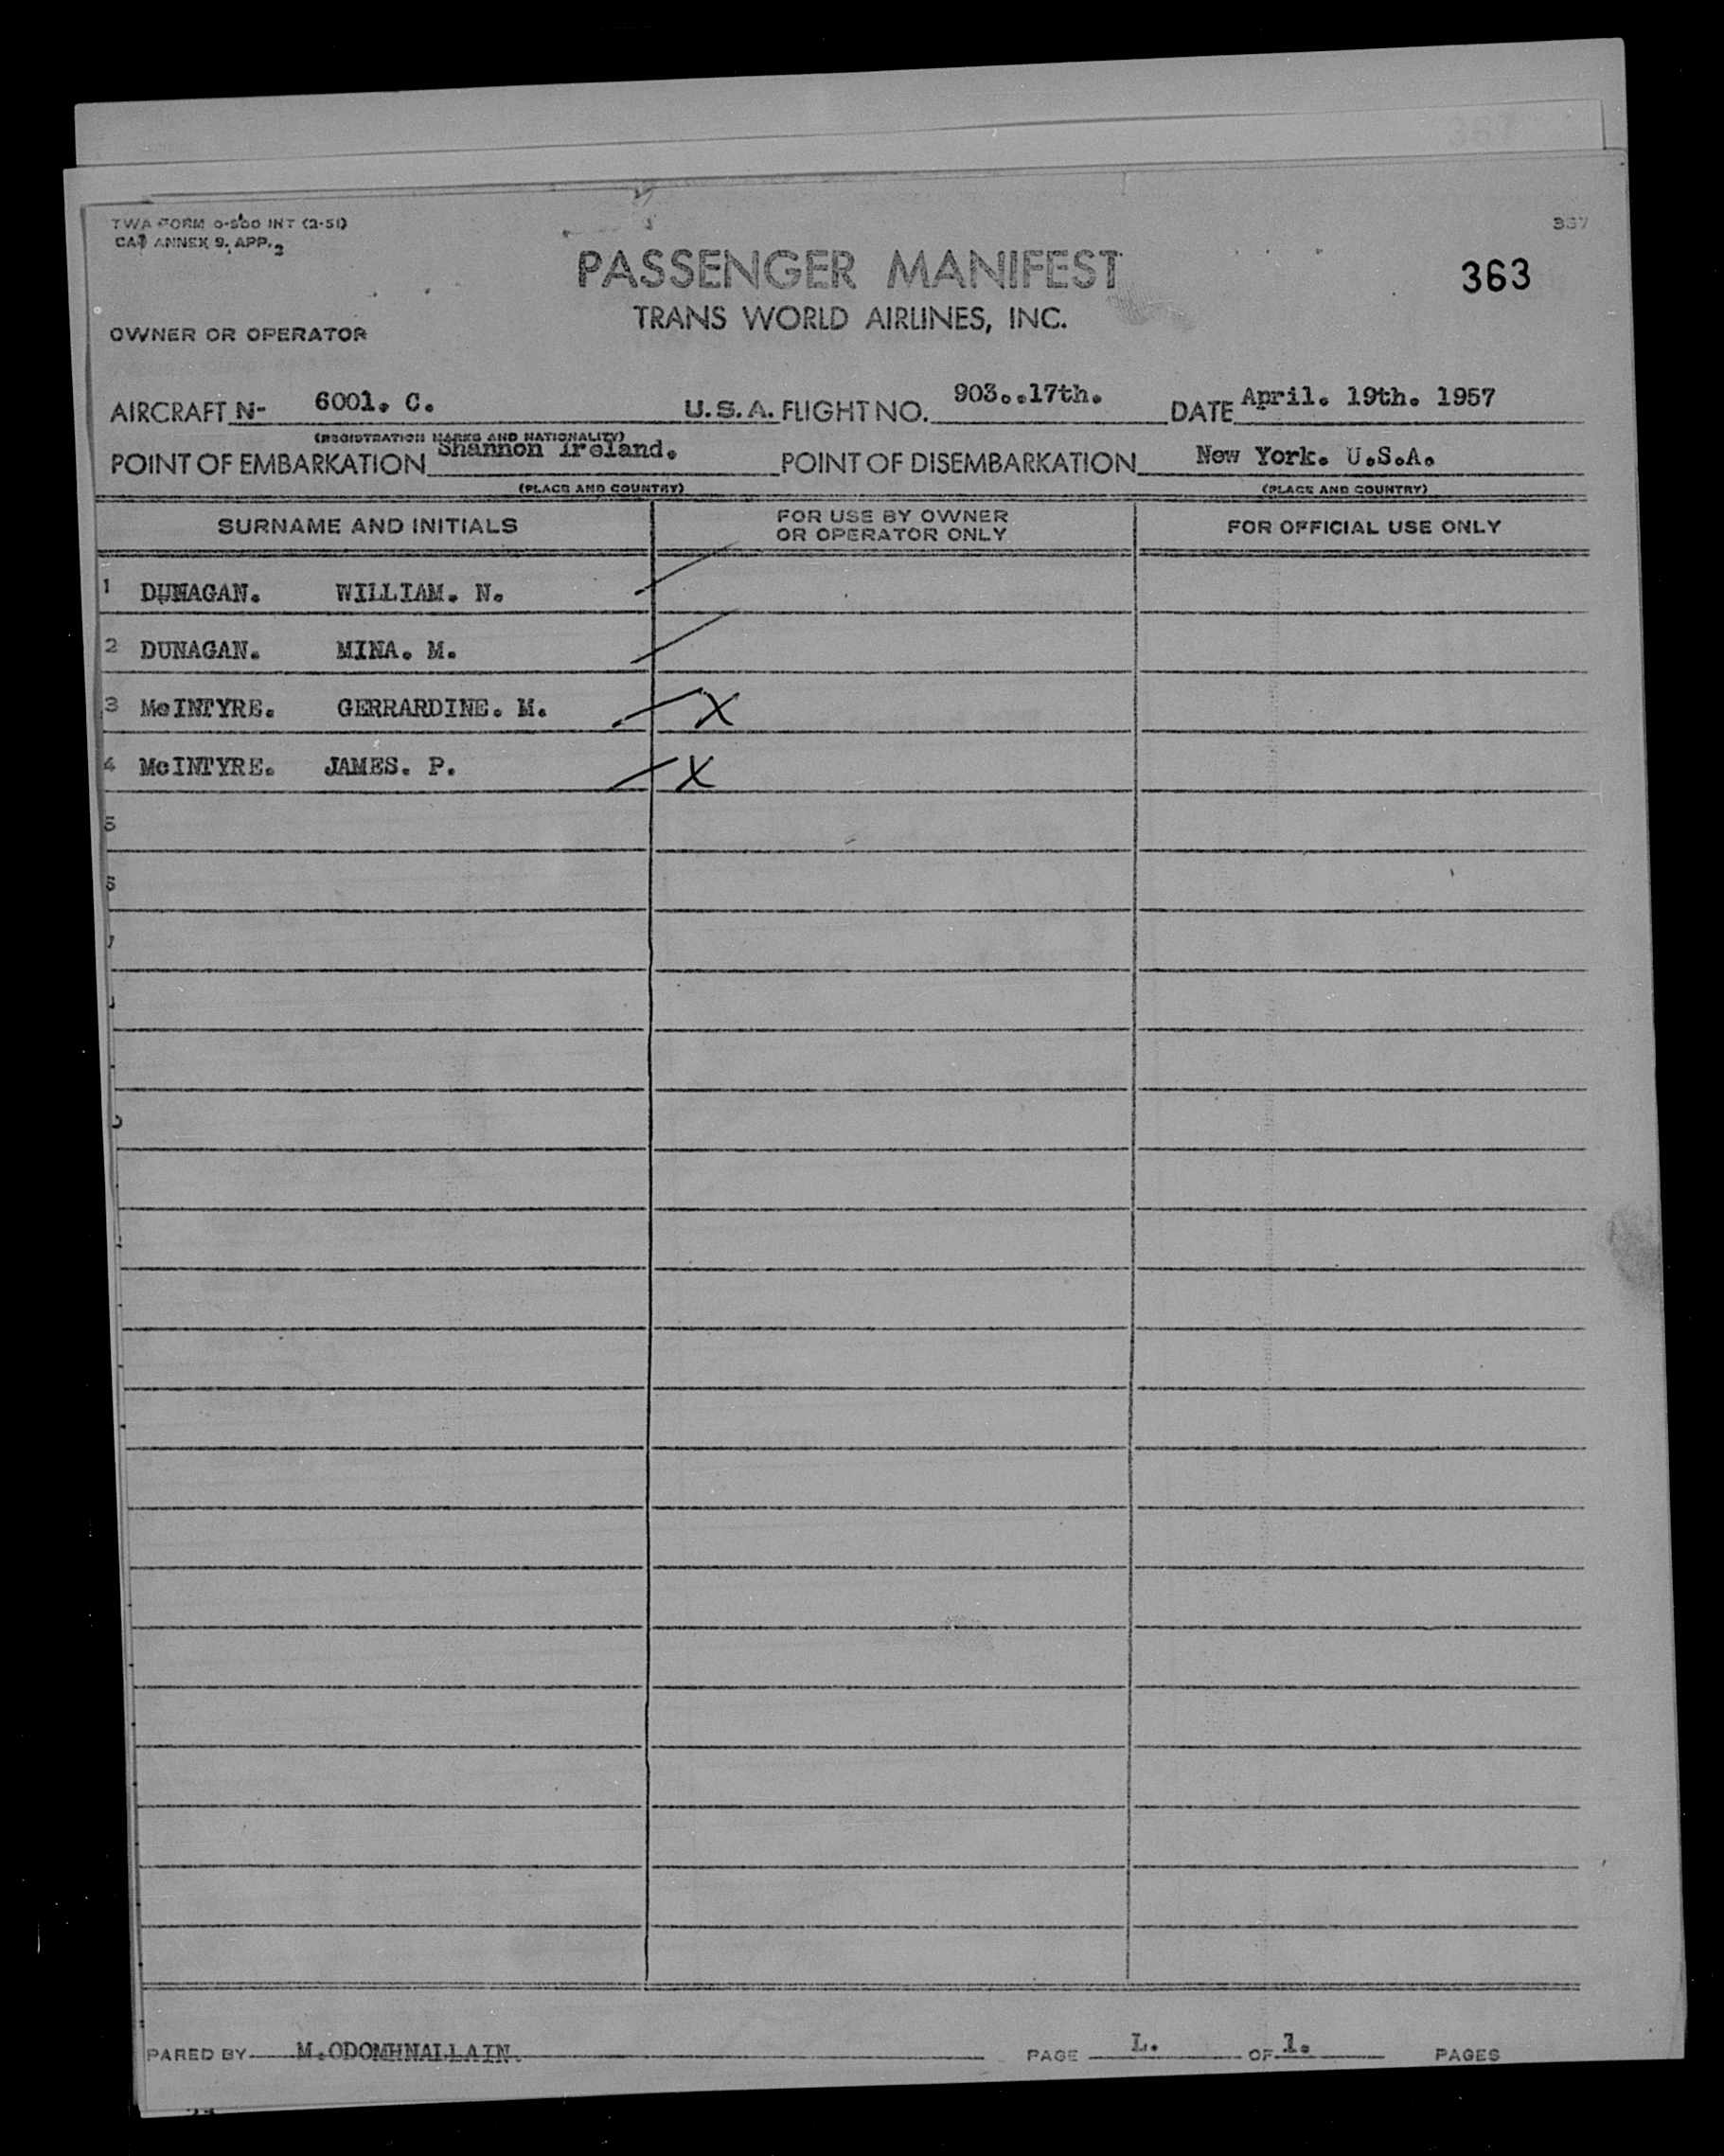 TWA FORM 0-500 INT (2-51)
CAB ANNEX 9. APP. 2
PASSENGER MANIFEST
363
TRANS WORLD AIRLINES, INC.
OWNER OR OPERATOR
AIRCRAFT N- 6001. C. U.S.A. FLIGHT NO. 903..17th. DATE April. 19th. 1957
(REGISTRATION MARKS AND NATIONALITY)
POINT OF EMBARKATION Shannon Ireland. POINT OF DISEMBARKATION New York. U.S.A.
(PLACE AND COUNTRY) (PLACE AND COUNTRY)
SURNAME AND INITIALS FOR USE BY OWNER OR OPERATOR ONLY FOR OFFICIAL USE ONLY
1 DUNAGAN. WILLIAM. N.
2 DUNAGAN. MINA. M.
3 McINTYRE. GERRARDINE. M. X
4 McINTYRE. JAMES. P. X
5
6
7
PARED BY M.ODOMHNALLAIN. PAGE 1. OF 1. PAGES